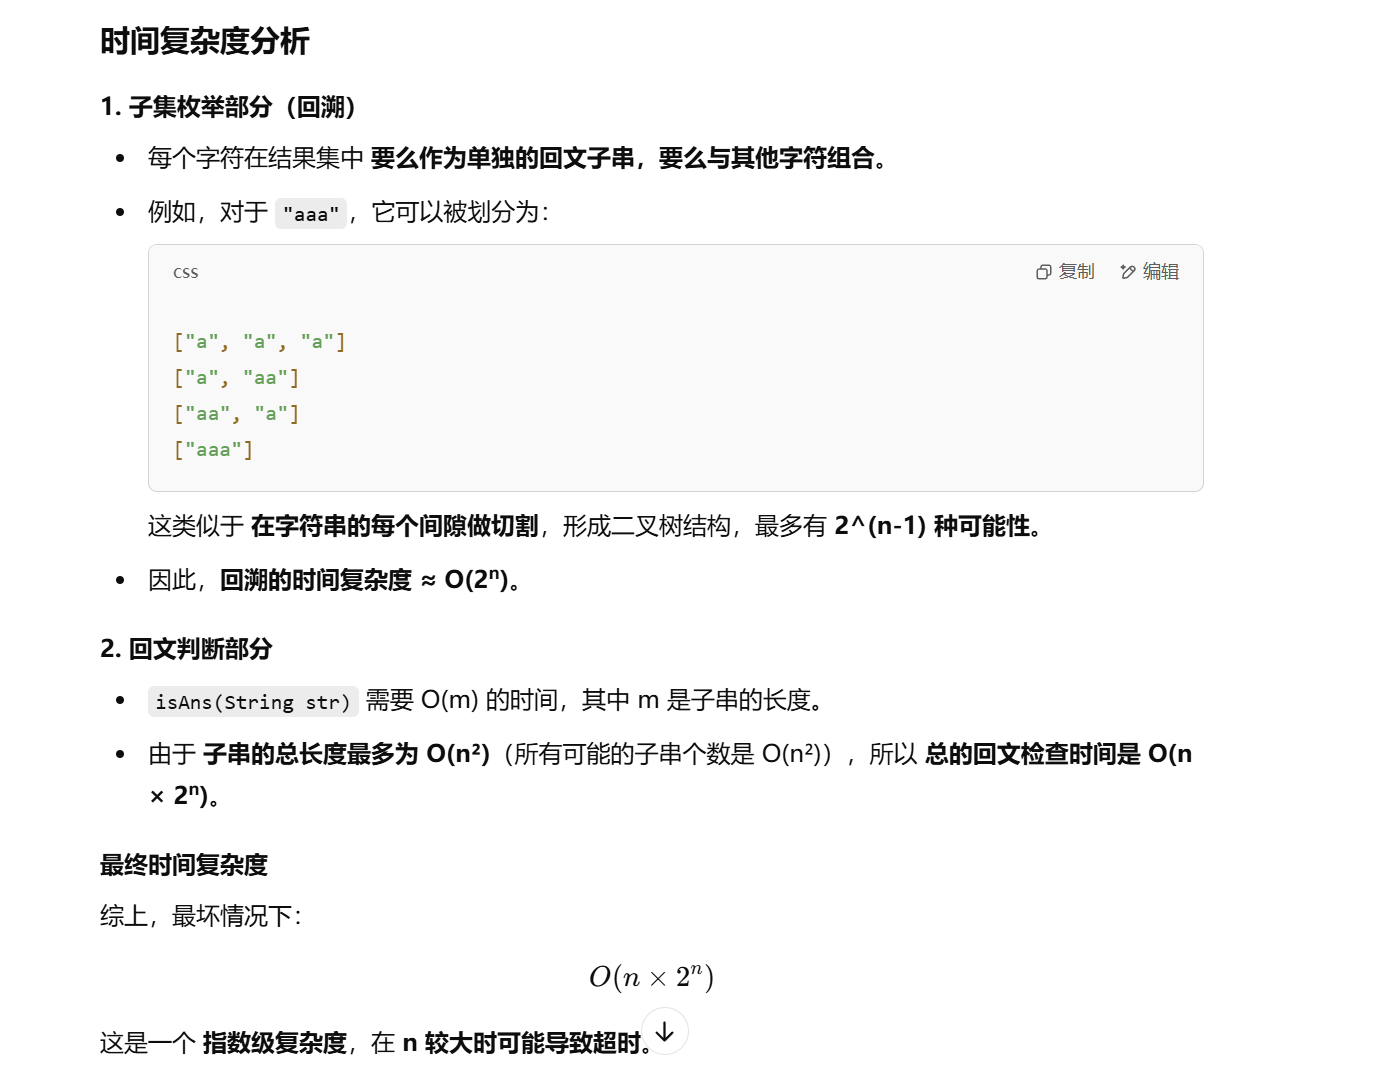 时间复杂度分析
1. 子集枚举部分（回溯）
• 每个字符在结果集中 要么作为单独的回文子串，要么与其他字符组合。
• 例如，对于 "aaa"，它可以被划分为：
css 复制 编辑
["a", "a", "a"]
["a", "aa"]
["aa", "a"]
["aaa"]
这类似于 在字符串的每个间隙做切割，形成二叉树结构，最多有 2^(n-1) 种可能性。
• 因此，回溯的时间复杂度 ≈ O(2ⁿ)。
2. 回文判断部分
• isAns(String str) 需要 O(m) 的时间，其中 m 是子串的长度。
• 由于 子串的总长度最多为 O(n²)（所有可能的子串个数是 O(n²)），所以 总的回文检查时间是 O(n
× 2ⁿ)。
最终时间复杂度
综上，最坏情况下：
O(n × 2ⁿ)
这是一个 指数级复杂度，在 n 较大时可能导致超时。